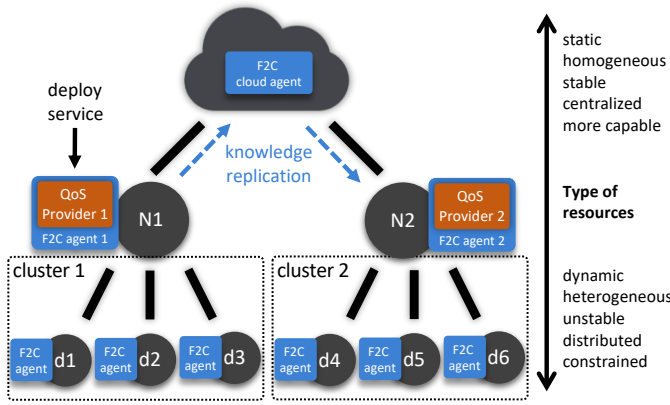 F2C
cloud agent
deploy
service
knowledge
replication
QoS
Provider 1
F2C agent 1
N1
N2
QoS
Provider 2
F2C agent 2
cluster 1
F2C
agent
d1
F2C
agent
d2
F2C
agent
d3
cluster 2
F2C
agent
d4
F2C
agent
d5
F2C
agent
d6
static
homogeneous
stable
centralized
more capable
Type of
resources
dynamic
heterogeneous
unstable
distributed
constrained